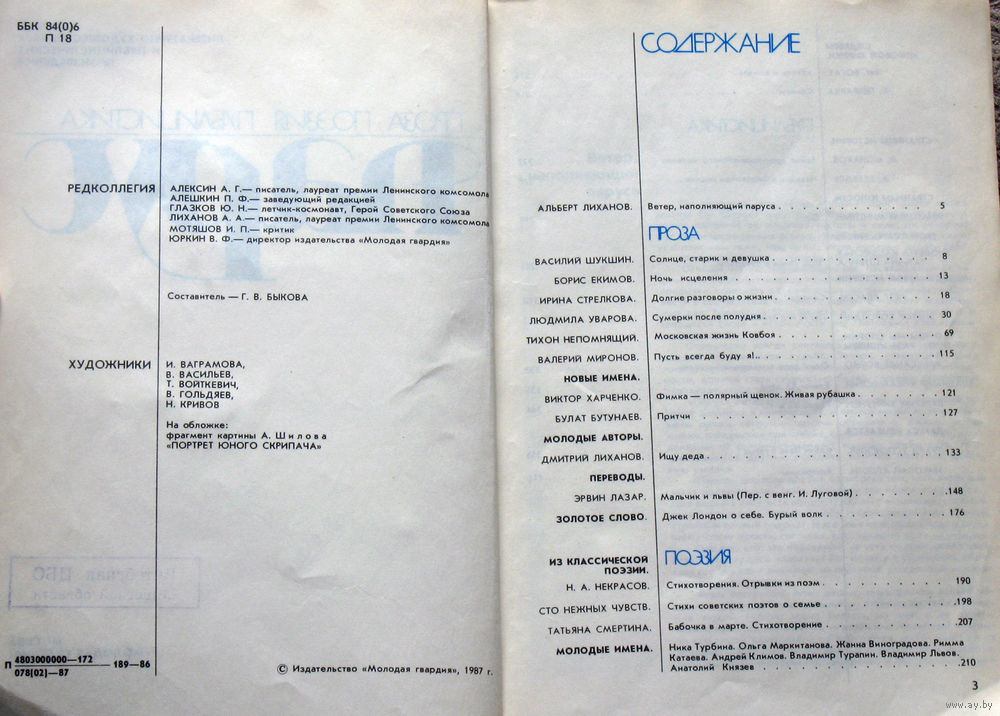 ББК 84(0)6
П 18
РЕДКОЛЛЕГИЯ
АЛЕКСИН А. Г.— писатель, лауреат премии Ленинского комсомола
АЛЕШКИН П. Ф.— заведующий редакцией
ГЛАЗКОВ Ю. Н.— летчик-космонавт, Герой Советского Союза
ЛИХАНОВ А. А.— писатель, лауреат премии Ленинского комсомола
МОТЯШОВ И. П.— критик
ЮРКИН В. Ф.— директор издательства «Молодая гвардия»
Составитель — Г. В. БЫКОВА
ХУДОЖНИКИ
И. ВАГРАМОВА,
В. ВАСИЛЬЕВ,
Т. ВОЙТКЕВИЧ,
В. ГОЛЬДЯЕВ,
Н. КРИВОВ
На обложке:
фрагмент картины А. Шилова
«ПОРТРЕТ ЮНОГО СКРИПАЧА»
П 4803000000—172 189—86
078(02)—87
© Издательство «Молодая гвардия», 1987 г.
СОДЕРЖАНИЕ
АЛЬБЕРТ ЛИХАНОВ. Ветер, наполняющий паруса . . . . . . . . . . . . 5
ПРОЗА
ВАСИЛИЙ ШУКШИН. Солнце, старик и девушка . . . . . . . . . . . . 8
БОРИС ЕКИМОВ. Ночь исцеления . . . . . . . . . . . . 13
ИРИНА СТРЕЛКОВА. Долгие разговоры о жизни . . . . . . . . . . . . 18
ЛЮДМИЛА УВАРОВА. Сумерки после полудня . . . . . . . . . . . . 30
ТИХОН НЕПОМНЯЩИЙ. Московская жизнь Ковбоя . . . . . . . . . . . 69
ВАЛЕРИЙ МИРОНОВ. Пусть всегда буду я!.. . . . . . . . . . . . 115
НОВЫЕ ИМЕНА.
ВИКТОР ХАРЧЕНКО. Фимка — полярный щенок. Живая рубашка . . . . . . 121
БУЛАТ БУТУНАЕВ. Притчи . . . . . . . . . . . . . . 127
МОЛОДЫЕ АВТОРЫ.
ДМИТРИЙ ЛИХАНОВ. Ищу деда . . . . . . . . . . . . . . 133
ПЕРЕВОДЫ.
ЭРВИН ЛАЗАР. Мальчик и львы (Пер. с венг. И. Луговой) . . . . . . .148
ЗОЛОТОЕ СЛОВО. Джек Лондон о себе. Бурый волк . . . . . . . . 176
ПОЭЗИЯ
ИЗ КЛАССИЧЕСКОЙ
ПОЭЗИИ.
Н. А. НЕКРАСОВ. Стихотворения. Отрывки из поэм . . . . . . . . 190
СТО НЕЖНЫХ ЧУВСТВ. Стихи советских поэтов о семье . . . . . . . . .198
ТАТЬЯНА СМЕРТИНА. Бабочка в марте. Стихотворение . . . . . . . . .207
МОЛОДЫЕ ИМЕНА. Ника Турбина. Ольга Маркитанова. Жанна Виноградова. Римма
Катаева. Андрей Климов. Владимир Турапин. Владимир Львов.
Анатолий Князев . . . . . . . . . . . . . .210
3
www.ay.by